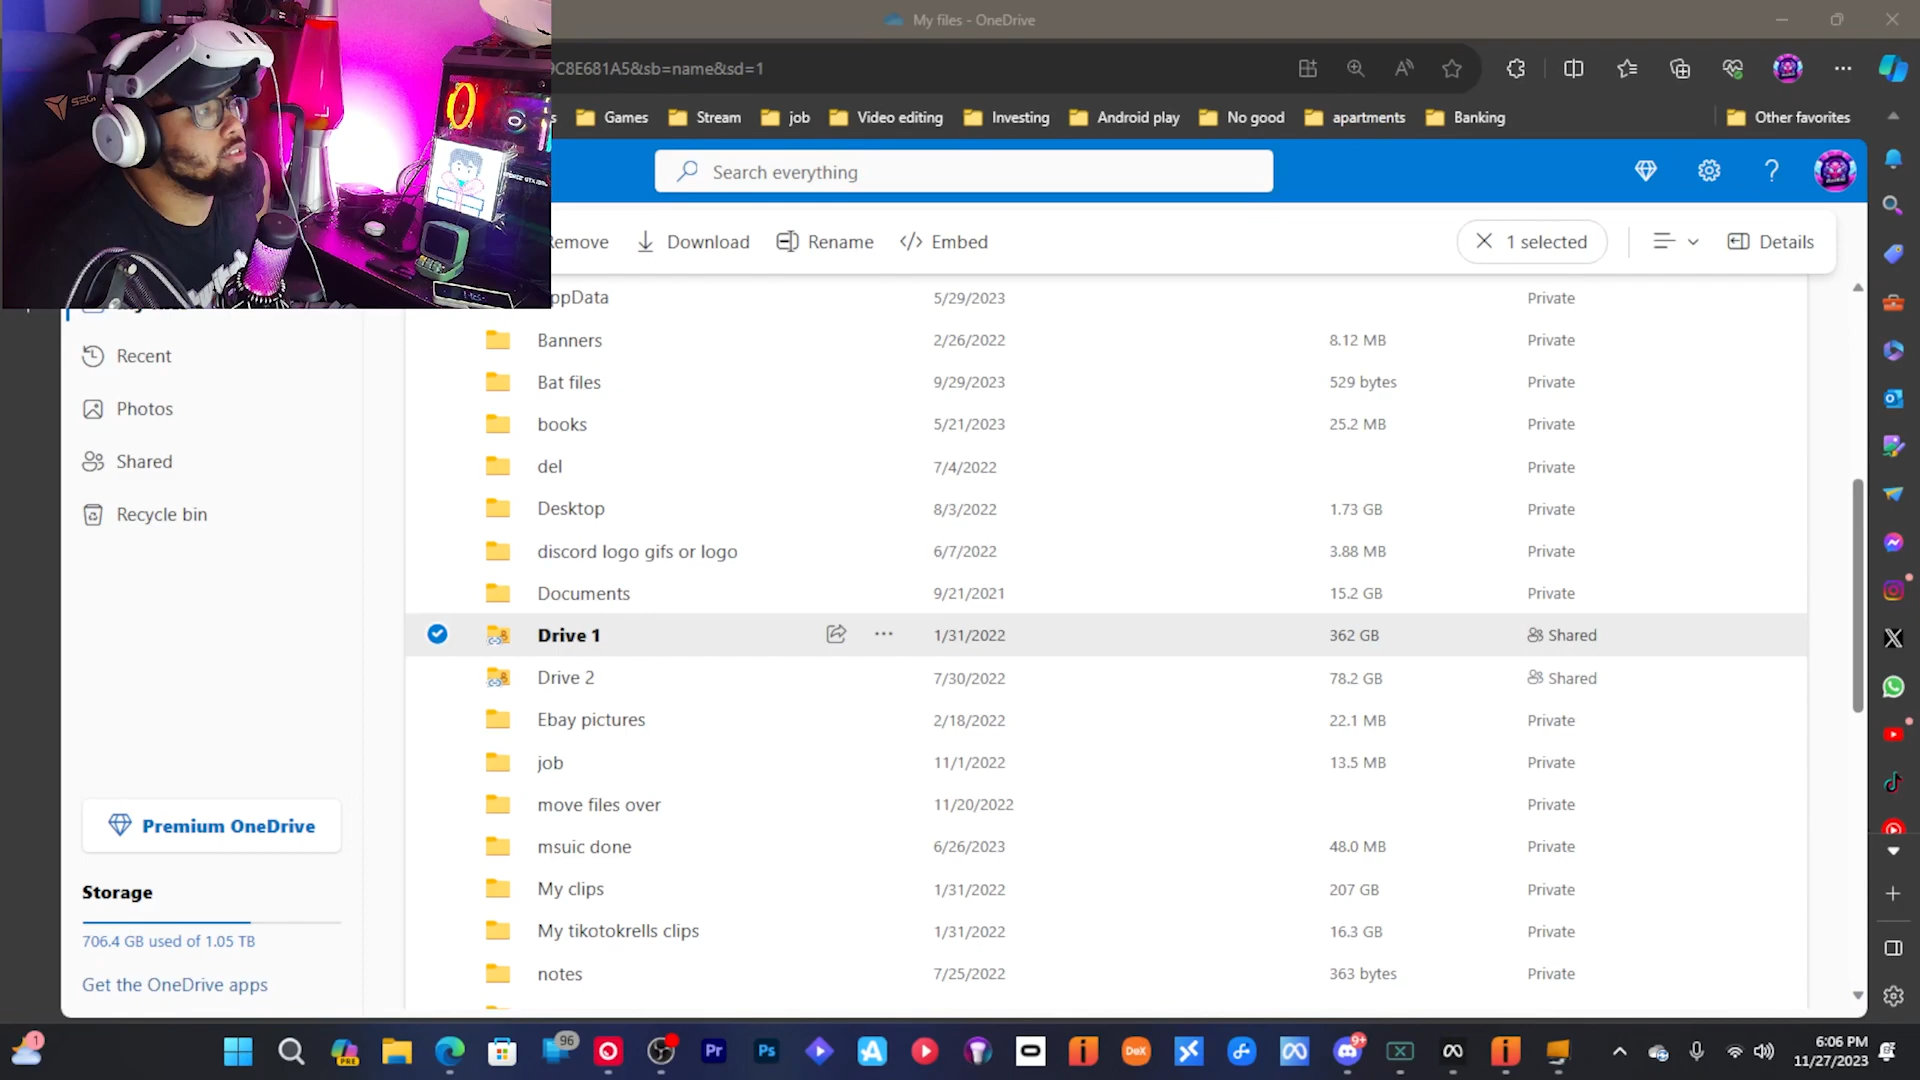 My files - OneDrive
9C8E681A5&sb=name&sd=1
Games Stream job Video editing Investing Android play No good apartments Banking Other favorites
Search everything
emove Download Rename </> Embed 1 selected Details
Recent
Photos
Shared
Recycle bin
Premium OneDrive
Storage
706.4 GB used of 1.05 TB
Get the OneDrive apps
ppData 5/29/2023 Private
Banners 2/26/2022 8.12 MB Private
Bat files 9/29/2023 529 bytes Private
books 5/21/2023 25.2 MB Private
del 7/4/2022 Private
Desktop 8/3/2022 1.73 GB Private
discord logo gifs or logo 6/7/2022 3.88 MB Private
Documents 9/21/2021 15.2 GB Private
Drive 1 1/31/2022 362 GB Shared
Drive 2 7/30/2022 78.2 GB Shared
Ebay pictures 2/18/2022 22.1 MB Private
job 11/1/2022 13.5 MB Private
move files over 11/20/2022 Private
msuic done 6/26/2023 48.0 MB Private
My clips 1/31/2022 207 GB Private
My tikotokrells clips 1/31/2022 16.3 GB Private
notes 7/25/2022 363 bytes Private
1 PRE 96 Pr Ps DeX 9+ 6:06 PM
11/27/2023